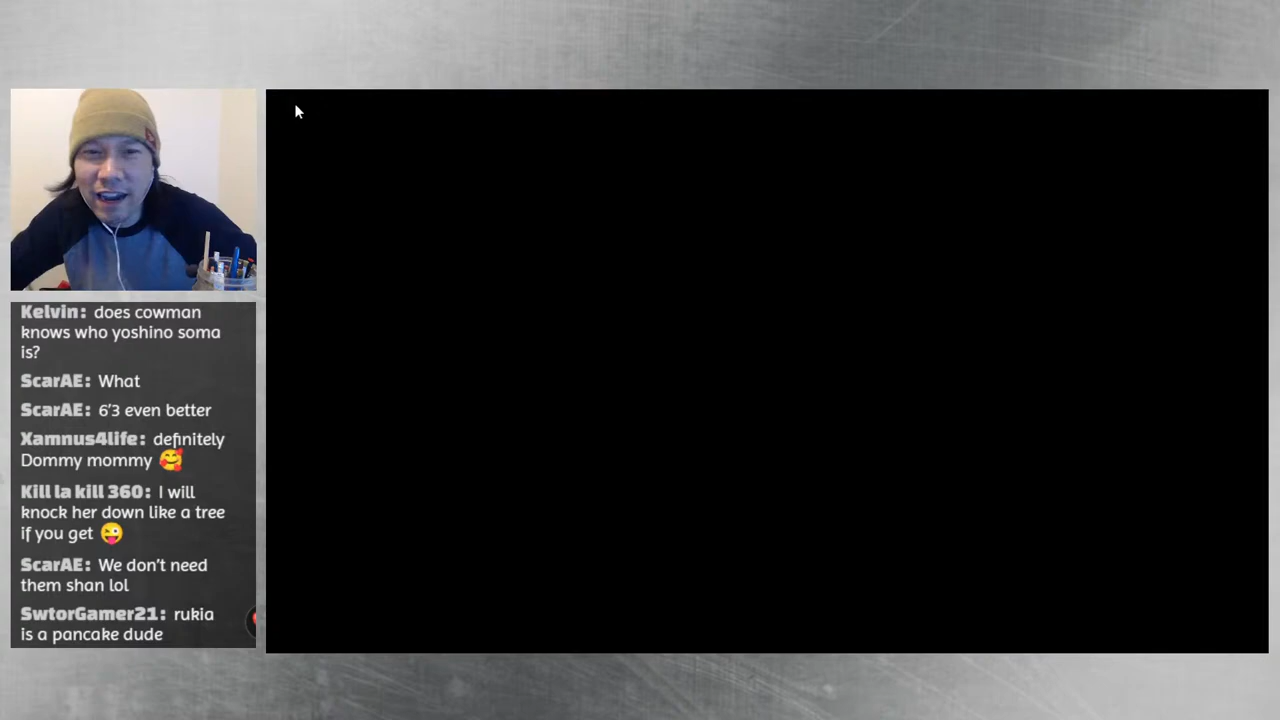 Kelvin: does cowman
knows who yoshino soma
is?
ScarAE: What
ScarAE: 6'3 even better
Xamnus4life: definitely
Dommy mommy 🥰
Kill la kill 360: I will
knock her down like a tree
if you get 😜
ScarAE: We don't need
them shan lol
SwtorGamer21: rukia
is a pancake dude